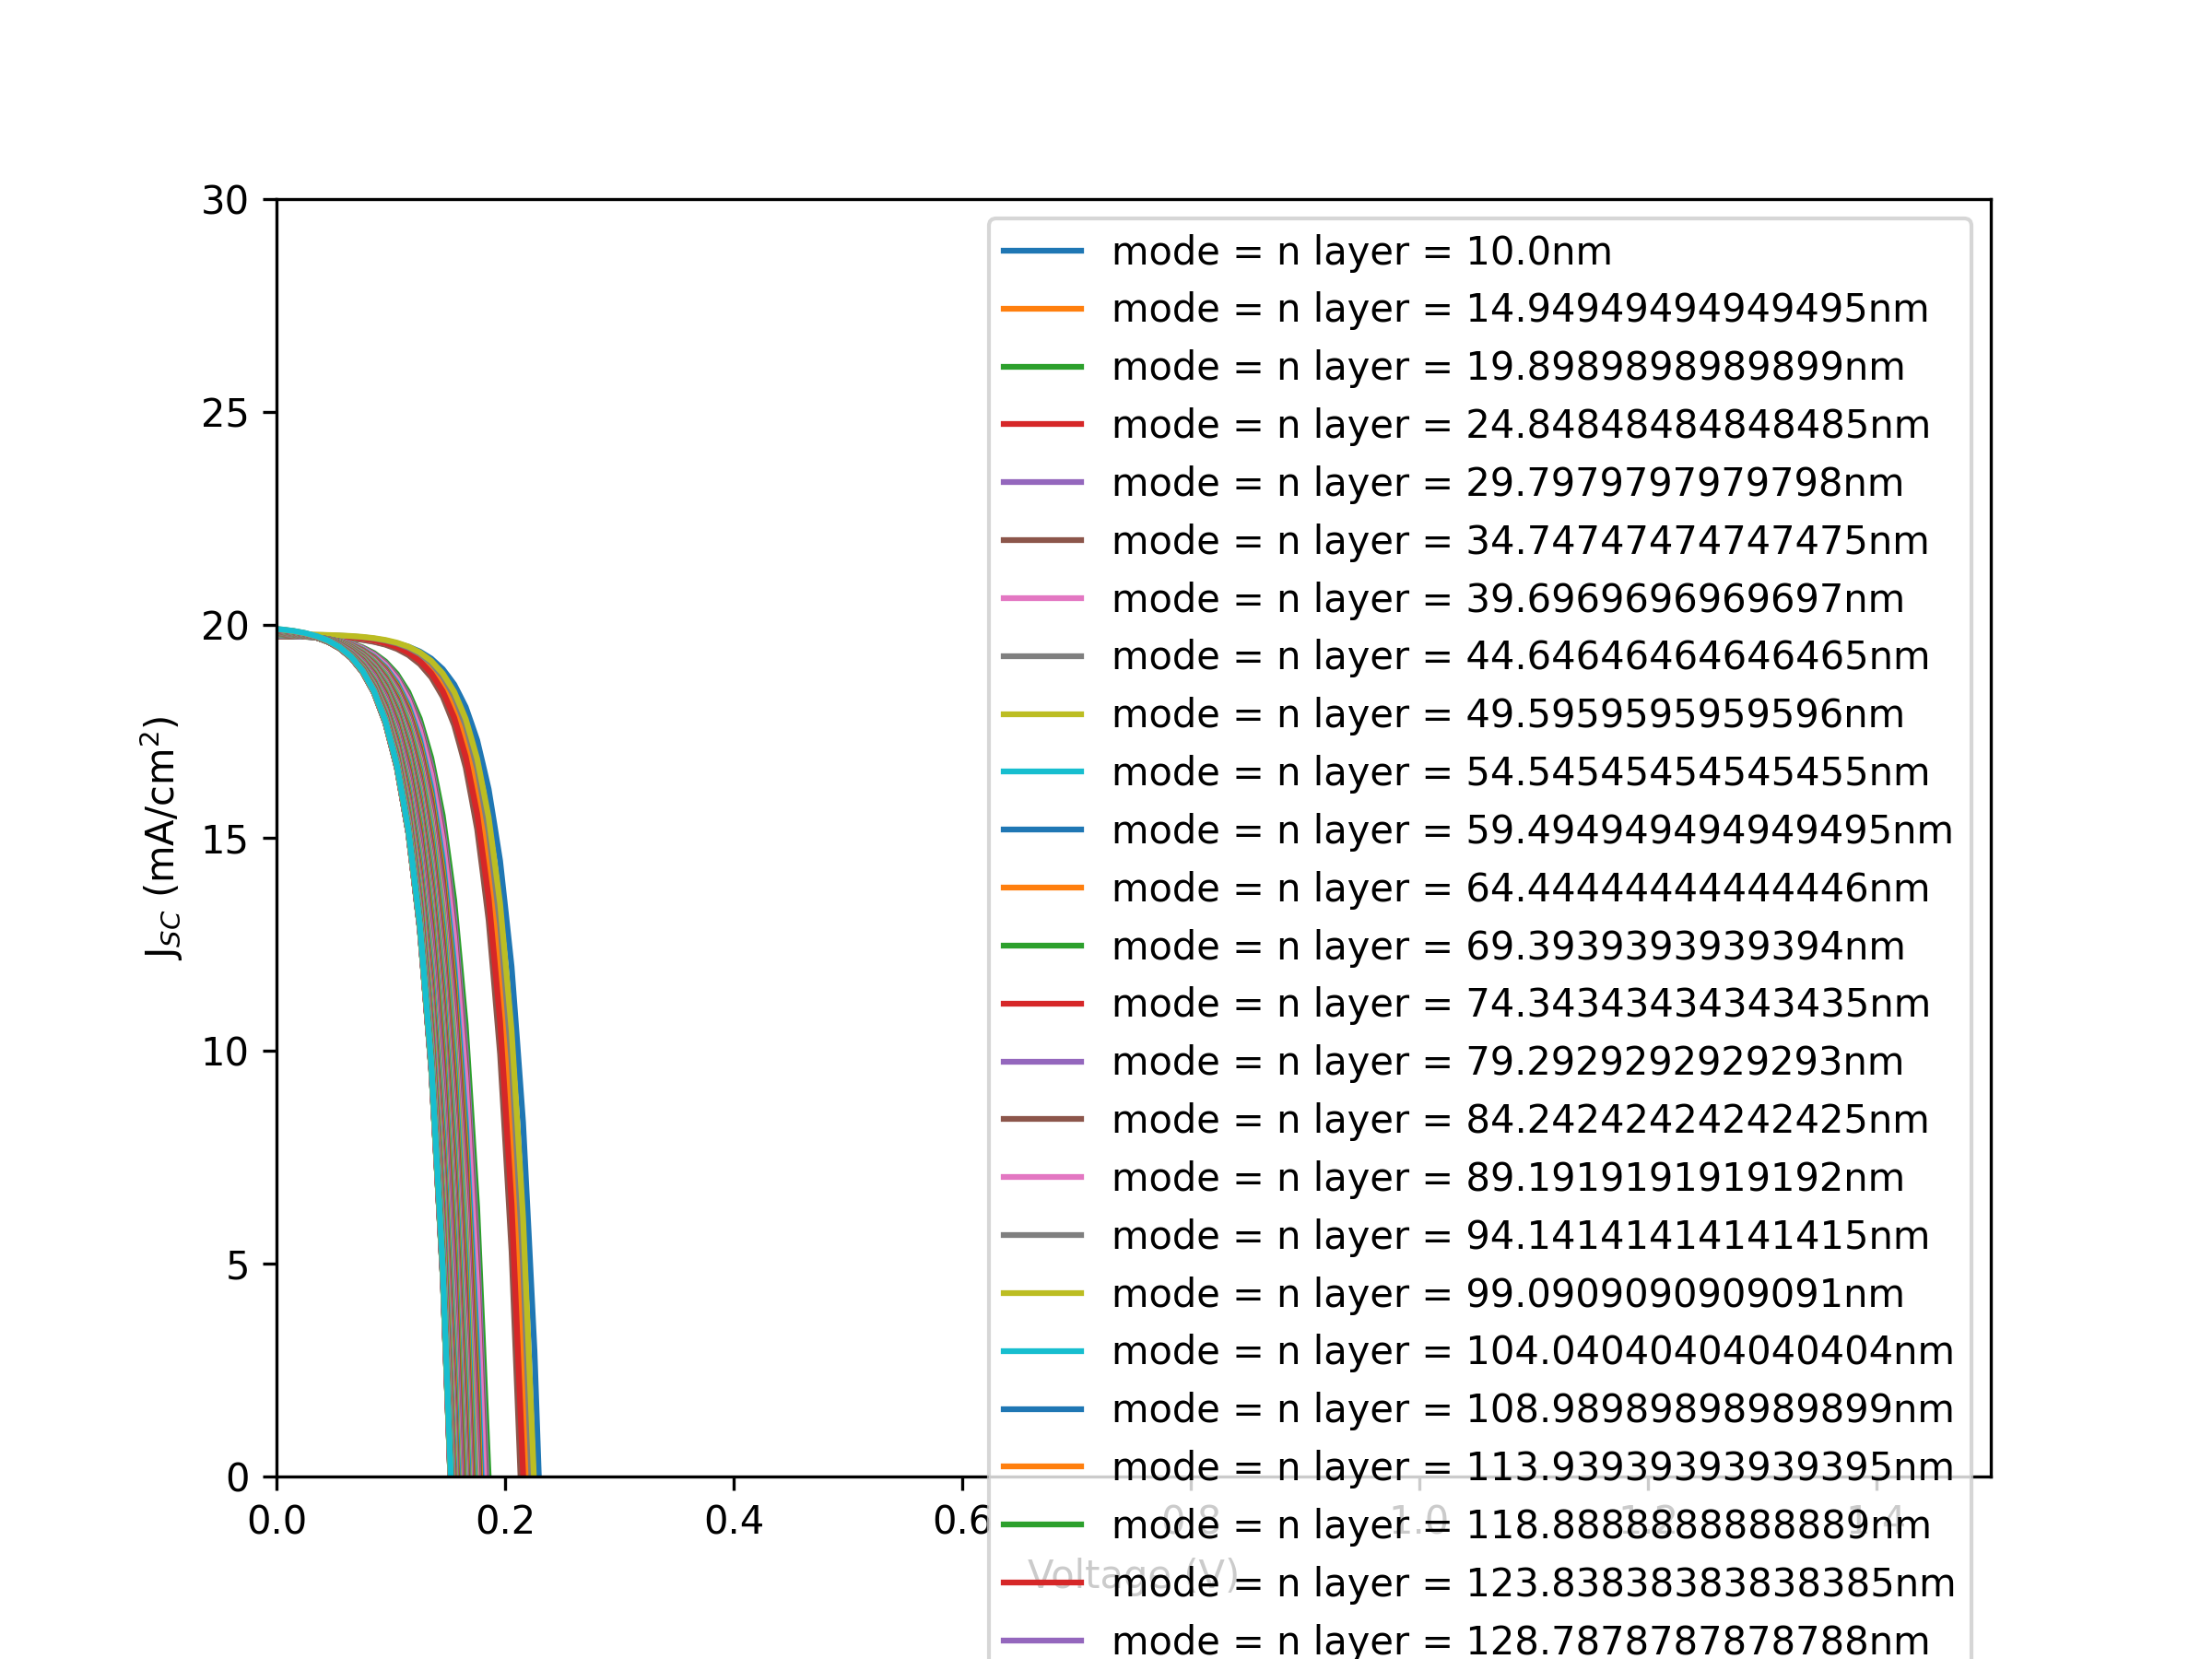 30
25
20
15
10
5
0
J_SC (mA/cm²)
0.0 0.2 0.4 0.6 0.8 1.0 1.2 1.4
Voltage (V)
mode = n layer = 10.0nm
mode = n layer = 14.94949494949495nm
mode = n layer = 19.8989898989899nm
mode = n layer = 24.84848484848485nm
mode = n layer = 29.7979797979798nm
mode = n layer = 34.74747474747475nm
mode = n layer = 39.6969696969697nm
mode = n layer = 44.64646464646465nm
mode = n layer = 49.5959595959596nm
mode = n layer = 54.54545454545455nm
mode = n layer = 59.494949494949495nm
mode = n layer = 64.44444444444446nm
mode = n layer = 69.3939393939394nm
mode = n layer = 74.34343434343435nm
mode = n layer = 79.2929292929293nm
mode = n layer = 84.24242424242425nm
mode = n layer = 89.1919191919192nm
mode = n layer = 94.14141414141415nm
mode = n layer = 99.0909090909091nm
mode = n layer = 104.04040404040404nm
mode = n layer = 108.98989898989899nm
mode = n layer = 113.93939393939395nm
mode = n layer = 118.8888888888889nm
mode = n layer = 123.83838383838385nm
mode = n layer = 128.7878787878788nm